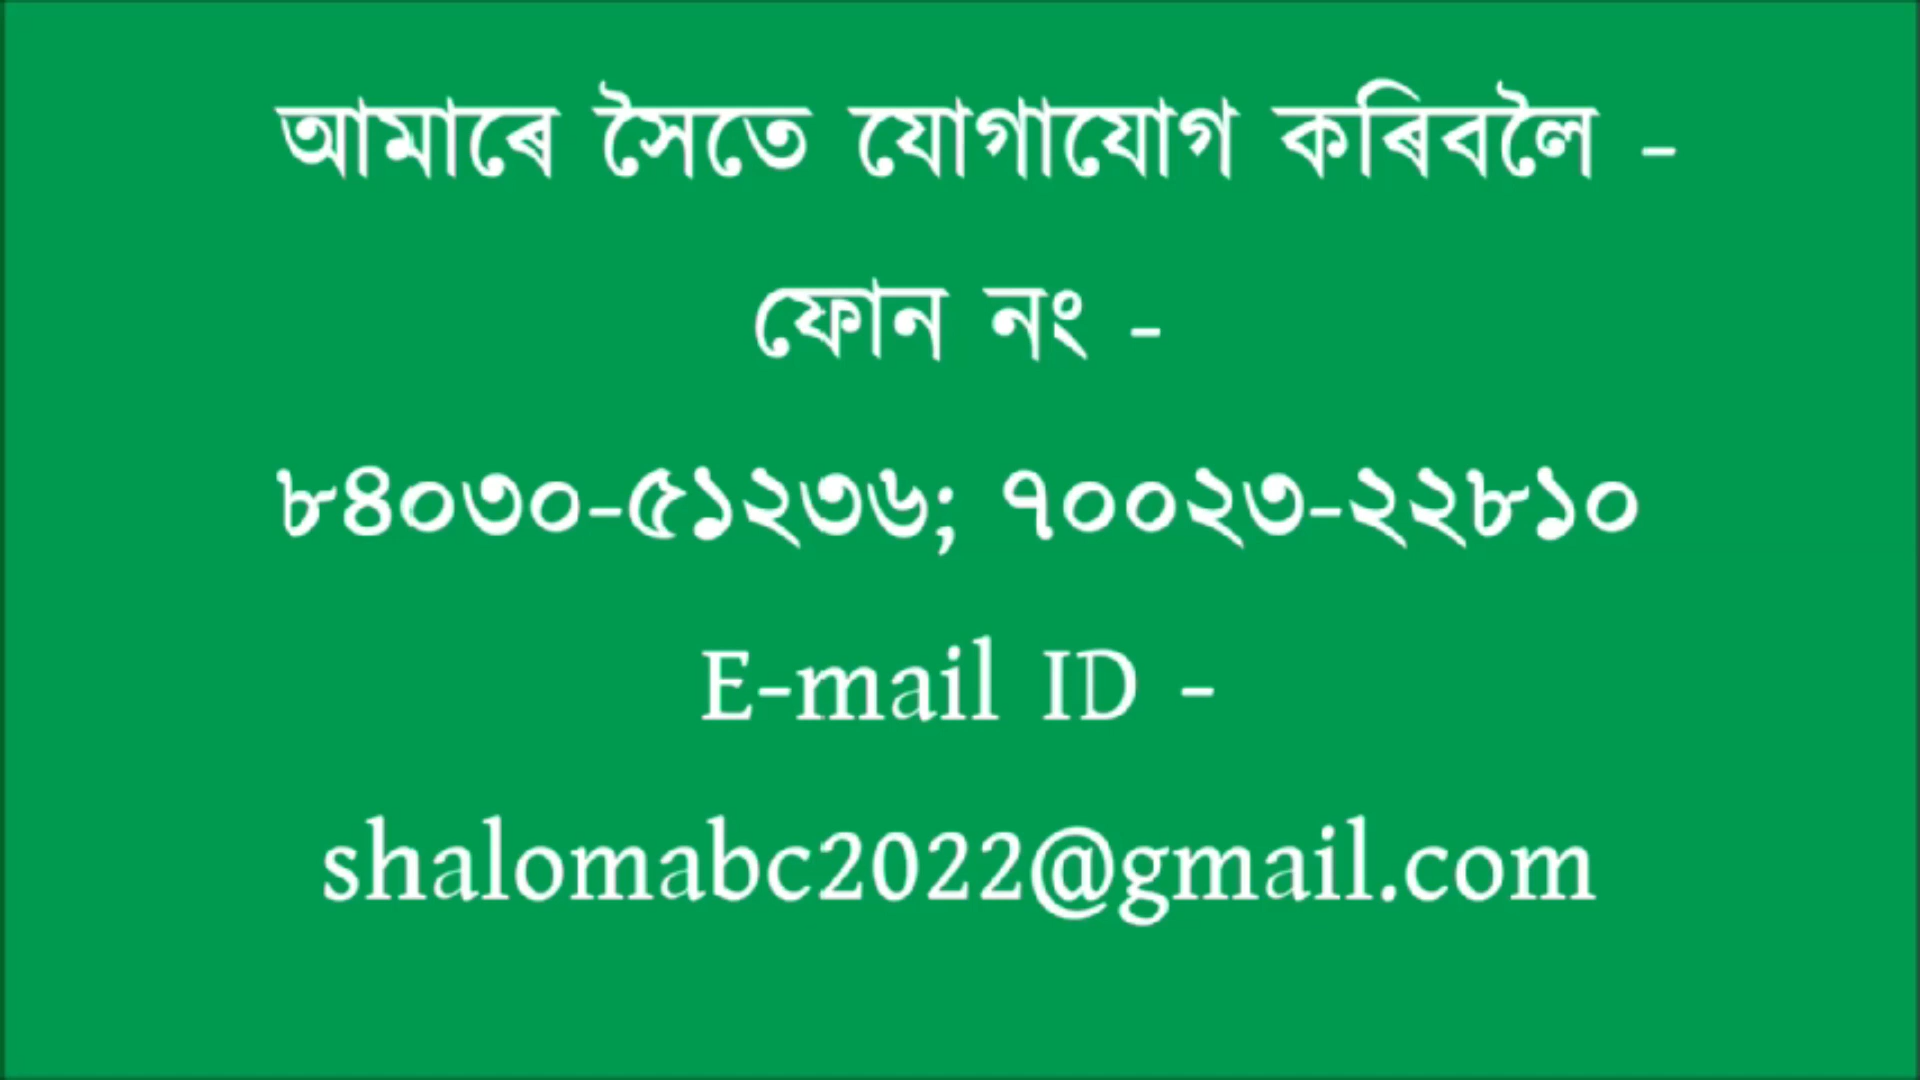 আমাৰে সৈতে যোগাযোগ কৰিবলৈ -
ফোন নং -
৮৪০৩০-৫১২৩৬; ৭০০২৩-২২৮১০
E-mail ID -
shalomabc2022@gmail.com